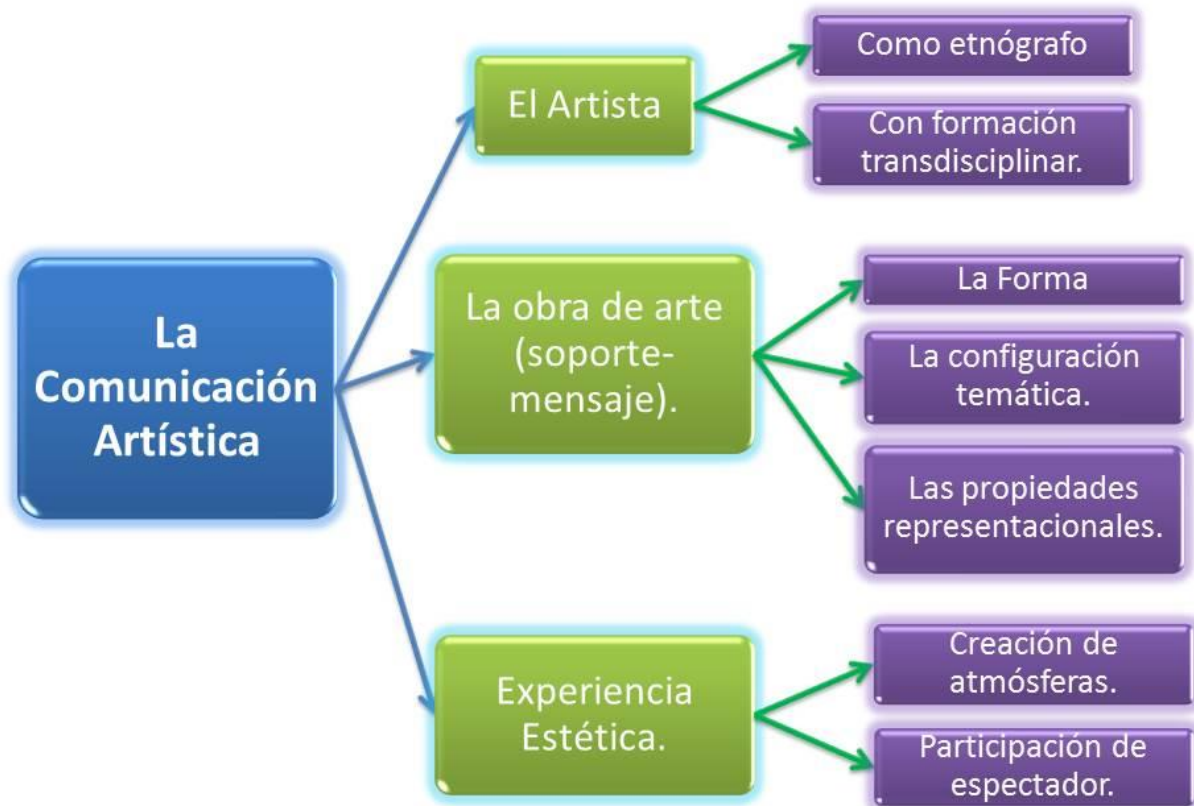 La
Comunicación
Artística
El Artista
Como etnógrafo
Con formación
transdisciplinar.
La obra de arte
(soporte-
mensaje).
La Forma
La configuración
temática.
Las propiedades
representacionales.
Experiencia
Estética.
Creación de
atmósferas.
Participación de
espectador.